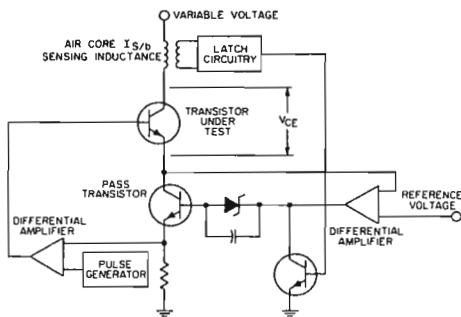 VARIABLE VOLTAGE
AIR CORE IS/b
SENSING INDUCTANCE
LATCH
CIRCUITRY
TRANSISTOR
UNDER
TEST
VCE
PASS
TRANSISTOR
DIFFERENTIAL
AMPLIFIER
PULSE
GENERATOR
REFERENCE
VOLTAGE
DIFFERENTIAL
AMPLIFIER